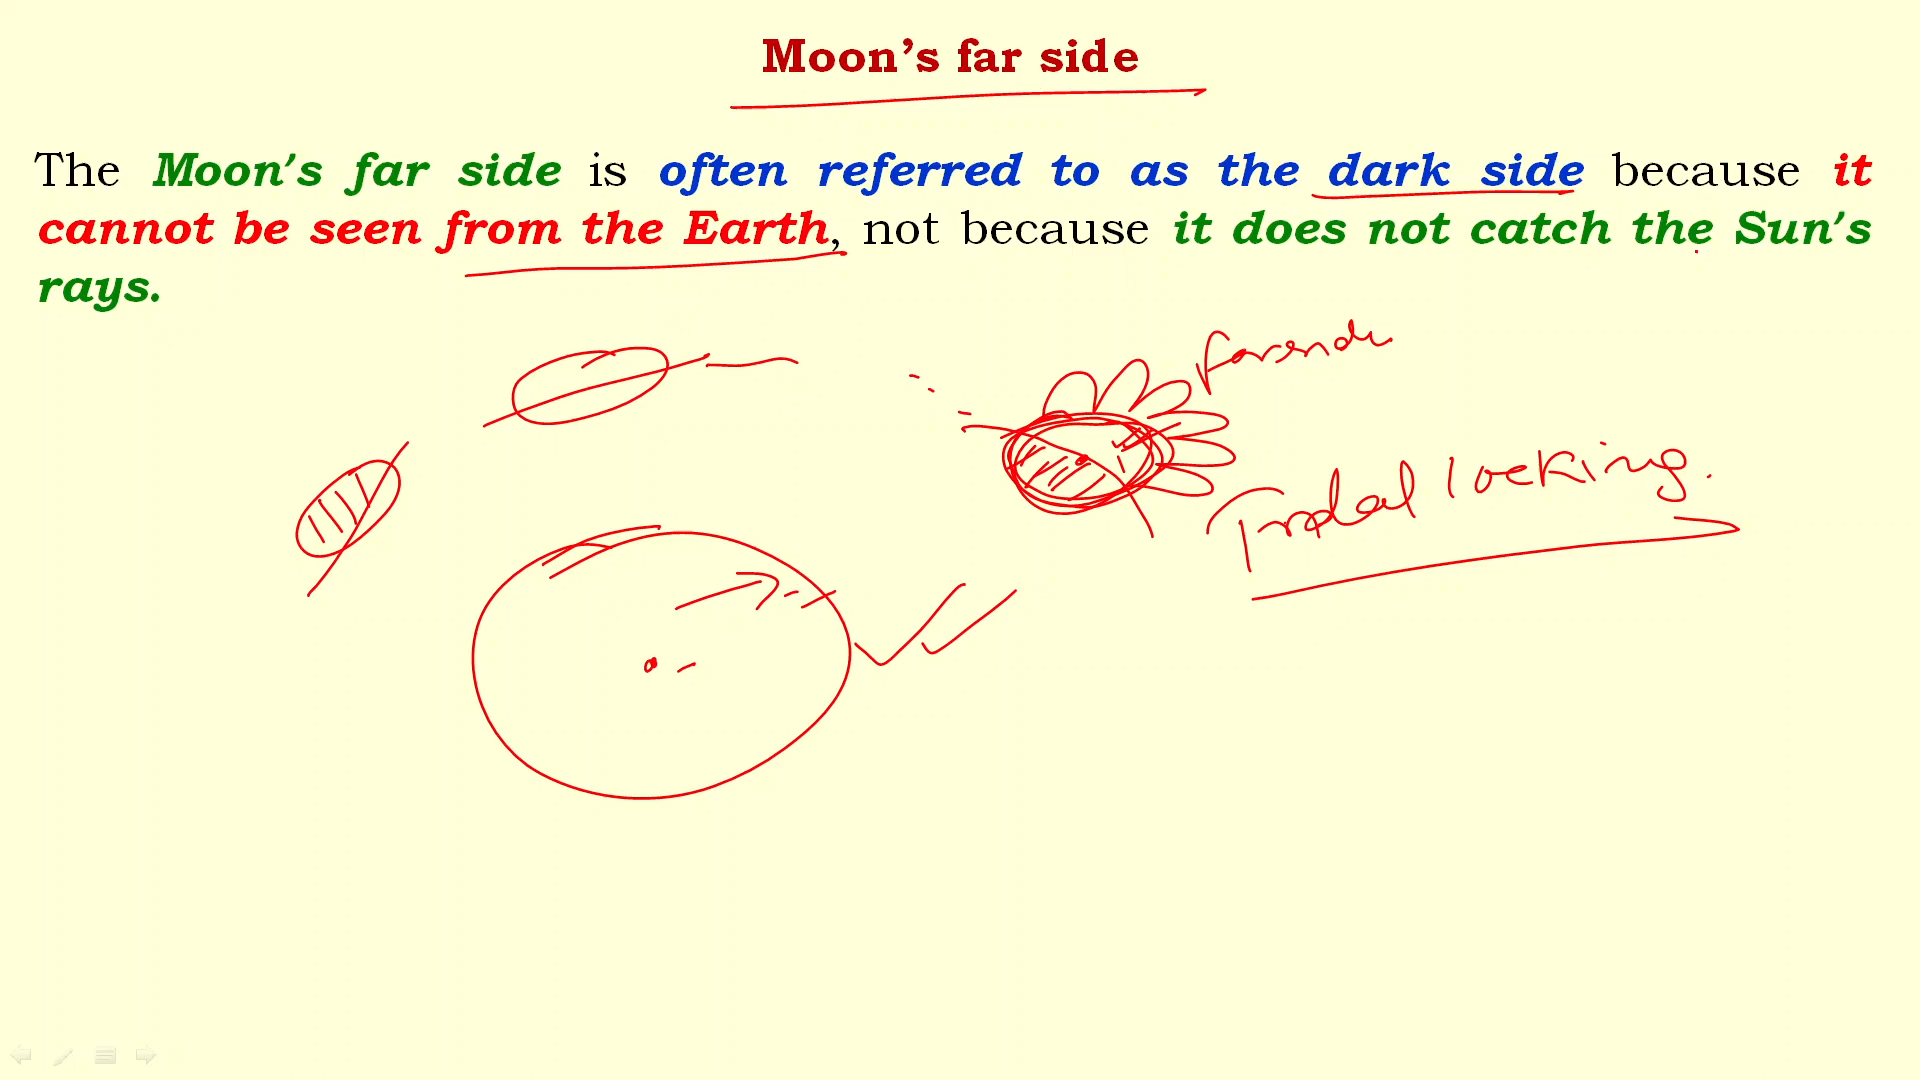 Moon's far side
The Moon's far side is often referred to as the dark side because it
cannot be seen from the Earth, not because it does not catch the Sun's
rays.
locking.